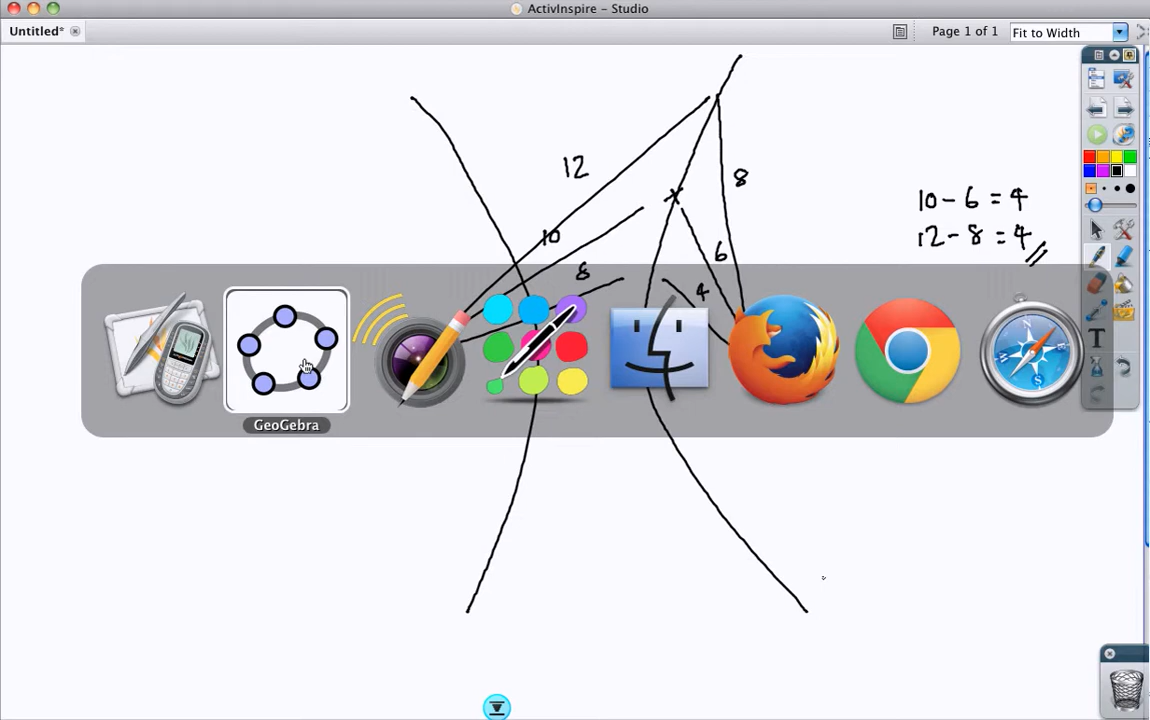 ActivInspire - Studio
Untitled*
Page 1 of 1
Fit to Width
12
8
10
6
8
4
10 - 6 = 4
12 - 8 = 4
GeoGebra
T